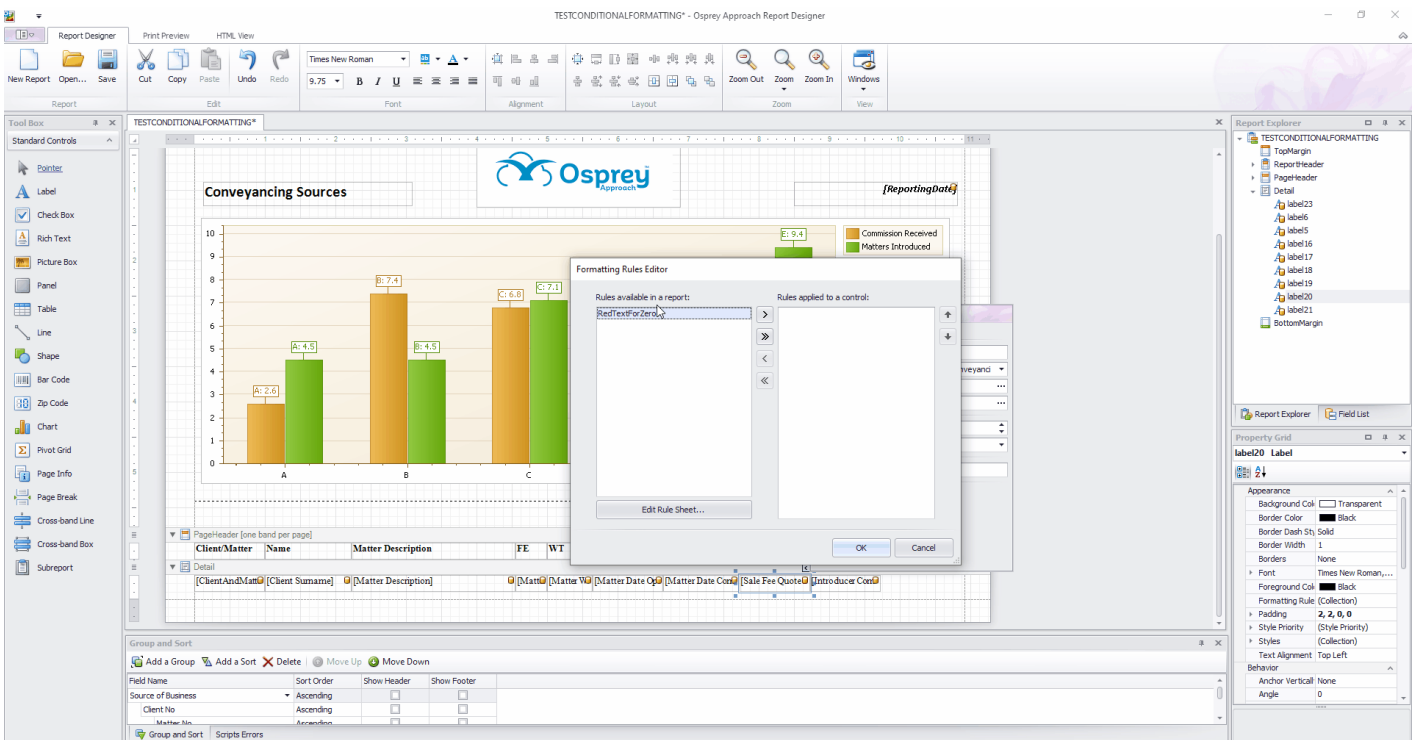 TESTCONDITIONALFORMATTING* - Osprey Approach Report Designer
Report Designer Print Preview HTML View
New Report Open... Save Cut Copy Paste Undo Redo Times New Roman 9.75 B I U Zoom Out Zoom Zoom In Windows
Report Edit Font Alignment Layout Zoom View
Tool Box
Standard Controls
Pointer
Label
Check Box
Rich Text
Picture Box
Panel
Table
Line
Shape
Bar Code
Zip Code
Chart
Pivot Grid
Page Info
Page Break
Cross-band Line
Cross-band Box
Subreport
TESTCONDITIONALFORMATTING*
Osprey
Approach
Conveyancing Sources
[ReportingDate]
10
9
8
7
6
5
4
3
2
1
0
A: 2.6
A: 4.5
B: 7.4
B: 4.5
C: 6.8
C: 7.1
E: 9.4
A B C
Commission Received
Matters Introduced
Formatting Rules Editor
Rules available in a report: Rules applied to a control:
RedTextForZero
Edit Rule Sheet...
OK Cancel
PageHeader [one band per page]
Client/Matter Name Matter Description FE WT
Detail
[ClientAndMatt [Client Surname] [Matter Description] [Matt [Matter W [Matter Date Op [Matter Date Com [Sale Fee Quote [Introducer Com
Group and Sort
Add a Group Add a Sort Delete Move Up Move Down
Field Name Sort Order Show Header Show Footer
Source of Business Ascending
Client No Ascending
Matter No Ascending
Group and Sort Scripts Errors
Report Explorer
TESTCONDITIONALFORMATTING
TopMargin
ReportHeader
PageHeader
Detail
label23
label6
label5
label16
label17
label18
label19
label20
label21
BottomMargin
Report Explorer Field List
Property Grid
label20 Label
Appearance
Background Col Transparent
Border Color Black
Border Dash Sty Solid
Border Width 1
Borders None
Font Times New Roman,...
Foreground Col Black
Formatting Rule (Collection)
Padding 2, 2, 0, 0
Style Priority (Style Priority)
Styles (Collection)
Text Alignment Top Left
Behavior
Anchor Vertical None
Angle 0